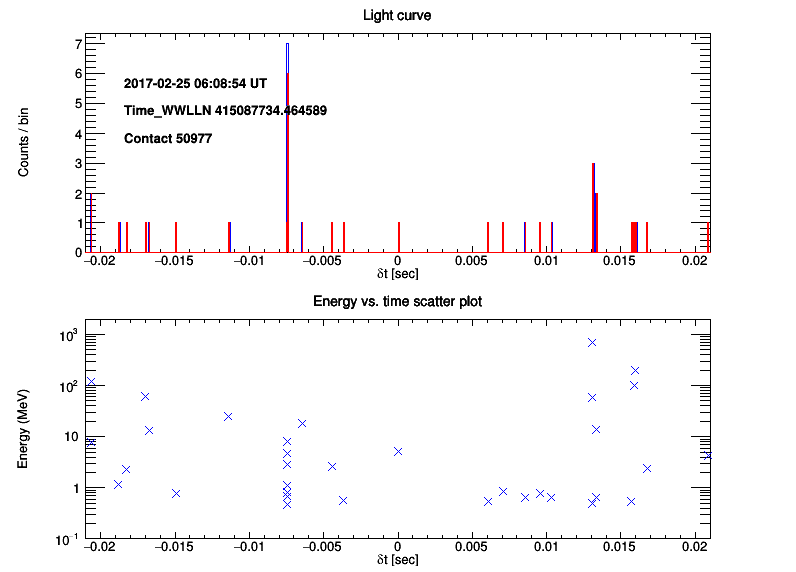 Light curve
Counts / bin
7
6
5
4
3
2
1
0
2017-02-25 06:08:54 UT
Time_WWLLN 415087734.464589
Contact 50977
−0.02 −0.015 −0.01 −0.005 0 0.005 0.01 0.015 0.02
δt [sec]
Energy vs. time scatter plot
Energy (MeV)
10³
10²
10
1
10⁻¹
−0.02 −0.015 −0.01 −0.005 0 0.005 0.01 0.015 0.02
δt [sec]